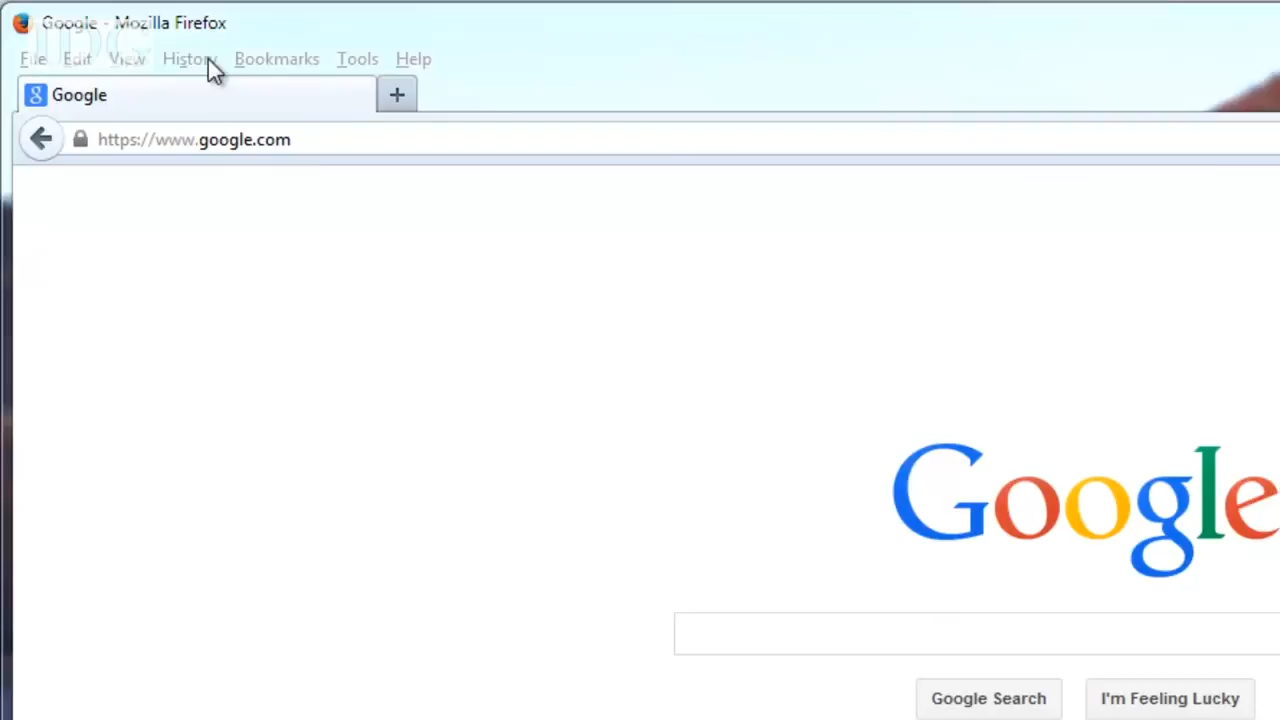 Google - Mozilla Firefox
File Edit View History Bookmarks Tools Help
8 Google +
https://www.google.com
Google
Google Search I'm Feeling Lucky